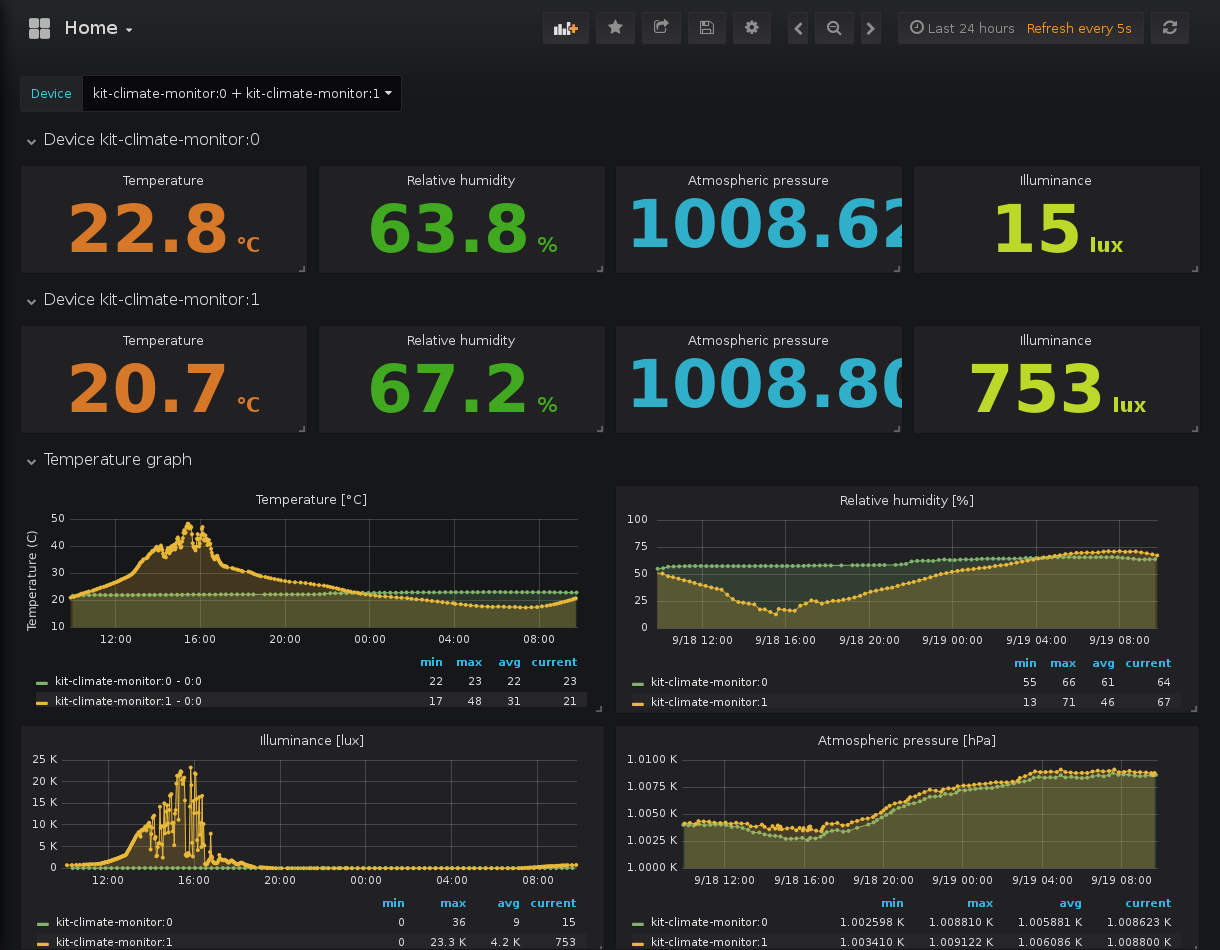 Home
Last 24 hours Refresh every 5s
Device kit-climate-monitor:0 + kit-climate-monitor:1
Device kit-climate-monitor:0
Temperature Relative humidity Atmospheric pressure Illuminance
22.8 °C 63.8 % 1008.62 15 lux
Device kit-climate-monitor:1
Temperature Relative humidity Atmospheric pressure Illuminance
20.7 °C 67.2 % 1008.80 753 lux
Temperature graph
Temperature [°C]
Temperature (C)
50
40
30
20
10
12:00 16:00 20:00 00:00 04:00 08:00
min max avg current
kit-climate-monitor:0 - 0:0 22 23 22 23
kit-climate-monitor:1 - 0:0 17 48 31 21
Relative humidity [%]
100
75
50
25
0
9/18 12:00 9/18 16:00 9/18 20:00 9/19 00:00 9/19 04:00 9/19 08:00
min max avg current
kit-climate-monitor:0 55 66 61 64
kit-climate-monitor:1 13 71 46 67
Illuminance [lux]
25 K
20 K
15 K
10 K
5 K
0
12:00 16:00 20:00 00:00 04:00 08:00
min max avg current
kit-climate-monitor:0 0 36 9 15
kit-climate-monitor:1 0 23.3 K 4.2 K 753
Atmospheric pressure [hPa]
1.0100 K
1.0075 K
1.0050 K
1.0025 K
1.0000 K
9/18 12:00 9/18 16:00 9/18 20:00 9/19 00:00 9/19 04:00 9/19 08:00
min max avg current
kit-climate-monitor:0 1.002598 K 1.008810 K 1.005881 K 1.008623 K
kit-climate-monitor:1 1.003410 K 1.009122 K 1.006086 K 1.008800 K